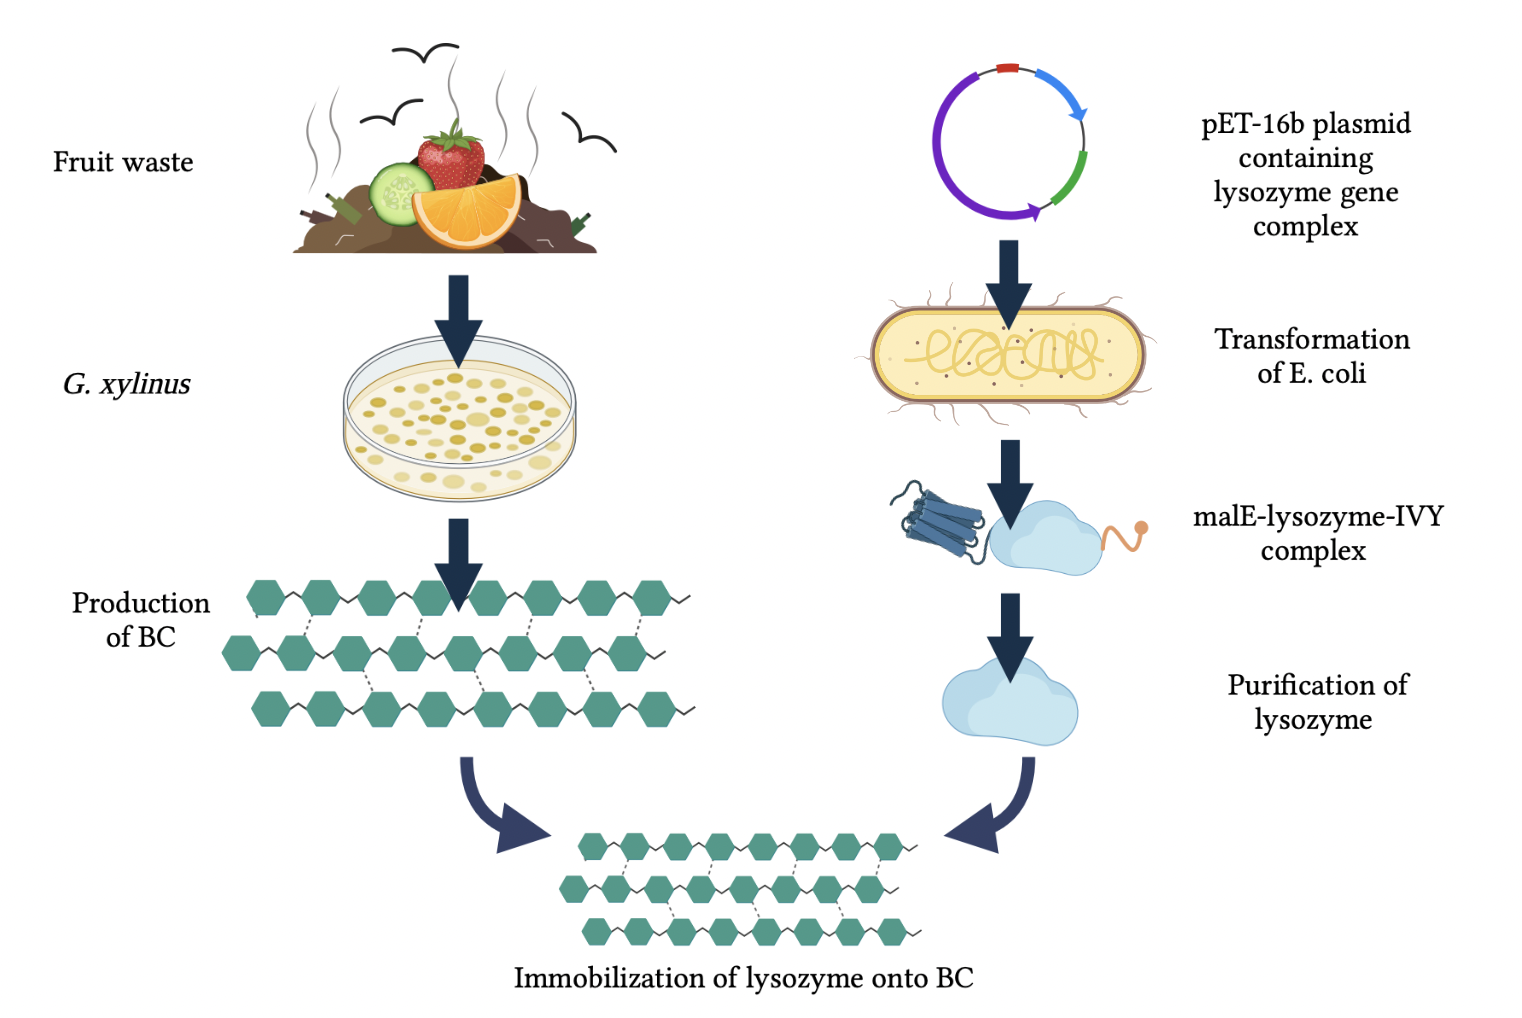 Fruit waste
G. xylinus
Production
of BC
pET-16b plasmid
containing
lysozyme gene
complex
Transformation
of E. coli
malE-lysozyme-IVY
complex
Purification of
lysozyme
Immobilization of lysozyme onto BC